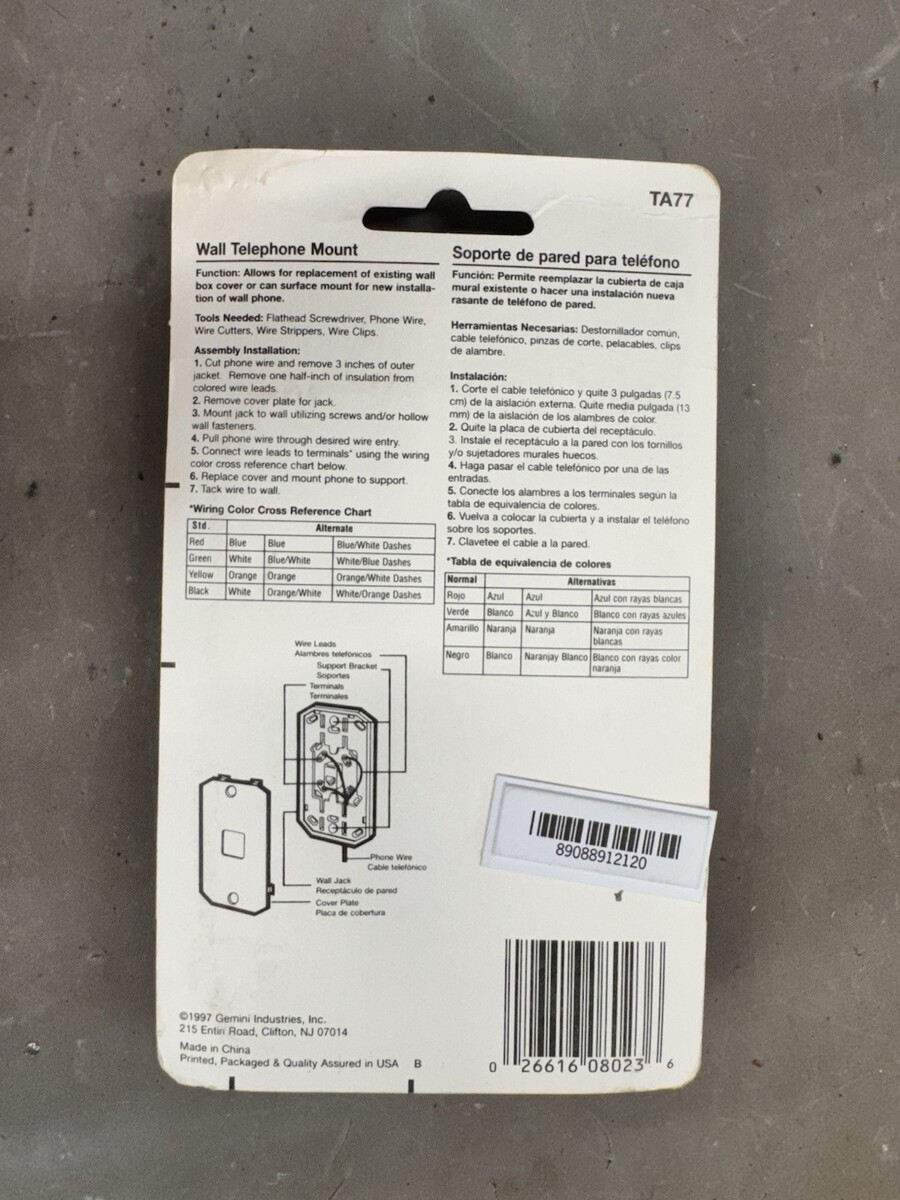 TA77
Wall Telephone Mount
Function: Allows for replacement of existing wall
box cover or can surface mount for new installa-
tion of wall phone.
Tools Needed: Flathead Screwdriver, Phone Wire,
Wire Cutters, Wire Strippers, Wire Clips.
Assembly Installation:
1. Cut phone wire and remove 3 inches of outer
jacket. Remove one half-inch of insulation from
colored wire leads.
2. Remove cover plate for jack.
3. Mount jack to wall utilizing screws and/or hollow
wall fasteners.
4. Pull phone wire through desired wire entry.
5. Connect wire leads to terminals* using the wiring
color cross reference chart below.
6. Replace cover and mount phone to support.
7. Tack wire to wall.
*Wiring Color Cross Reference Chart
Std. Alternate
Red Blue Blue Blue/White Dashes
Green White Blue/White White/Blue Dashes
Yellow Orange Orange Orange/White Dashes
Black White Orange/White White/Orange Dashes
Soporte de pared para teléfono
Función: Permite reemplazar la cubierta de caja
mural existente o hacer una instalación nueva
rasante de teléfono de pared.
Herramientas Necesarias: Destornillador común,
cable telefónico, pinzas de corte, pelacables, clips
de alambre.
Instalación:
1. Corte el cable telefónico y quite 3 pulgadas (7.5
cm) de la aislación externa. Quite media pulgada (13
mm) de la aislación de los alambres de color.
2. Quite la placa de cubierta del receptáculo.
3. Instale el receptáculo a la pared con los tornillos
y/o sujetadores murales huecos.
4. Haga pasar el cable telefónico por una de las
entradas.
5. Conecte los alambres a los terminales según la
tabla de equivalencia de colores.
6. Vuelva a colocar la cubierta y a instalar el teléfono
sobre los soportes.
7. Clavetee el cable a la pared.
*Tabla de equivalencia de colores
Normal Alternativas
Rojo Azul Azul Azul con rayas blancas
Verde Blanco Azul y Blanco Blanco con rayas azules
Amarillo Naranja Naranja Naranja con rayas
blancas
Negro Blanco Naranjay Blanco Blanco con rayas color
naranja
Wire Leads
Alambres telefónicos
Support Bracket
Soportes
Terminals
Terminales
Phone Wire
Cable telefónico
Wall Jack
Receptáculo de pared
Cover Plate
Placa de cobertura
89088912120
©1997 Gemini Industries, Inc.
215 Entin Road, Clifton, NJ 07014
Made in China
Printed, Packaged & Quality Assured in USA B
0 26616 08023 6